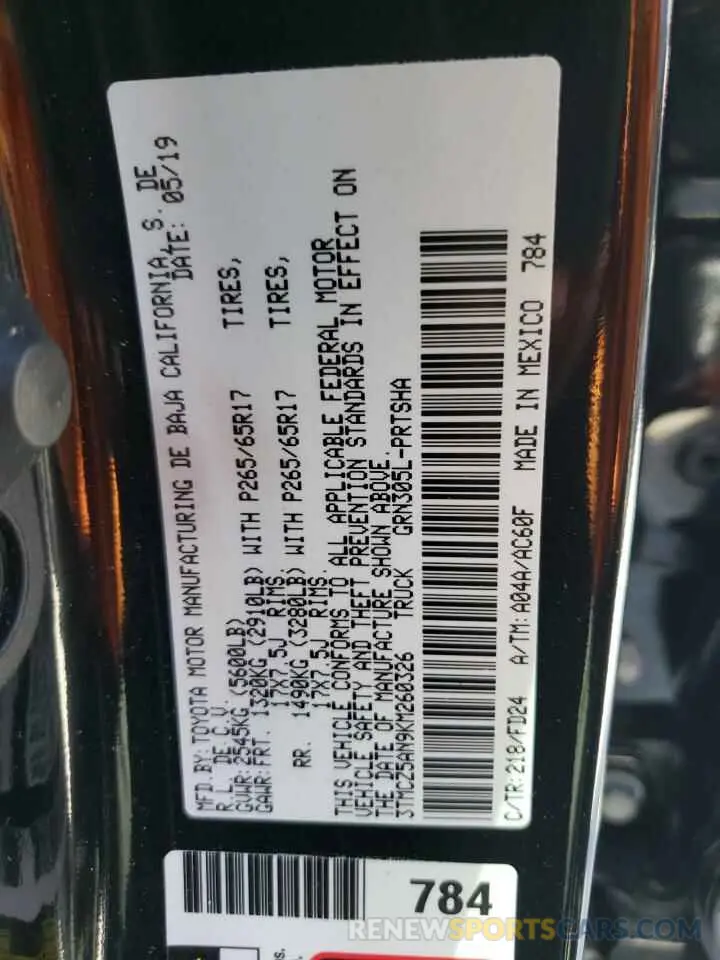 MFD.BY:TOYOTA MOTOR MANUFACTURING DE BAJA CALIFORNIA, S. DE
R. L. DE C.V. DATE: 05/19
GVWR:2545KG (5600LB)
GAWR:FRT. 1320KG (2910LB) WITH P265/65R17 TIRES,
17X7.5J RIMS
RR. 1490KG (3280LB) WITH P265/65R17 TIRES,
17X7.5J RIMS
THIS VEHICLE CONFORMS TO ALL APPLICABLE FEDERAL MOTOR
VEHICLE SAFETY AND THEFT PREVENTION STANDARDS IN EFFECT ON
THE DATE OF MANUFACTURE SHOWN ABOVE.
3TMCZ5AN9KM260326 TRUCK GRN305L-PRTSHA
C/TR:218/FD24 A/TM:A04A/AC60F MADE IN MEXICO 784
784
RENEWSPORTSCARS.COM